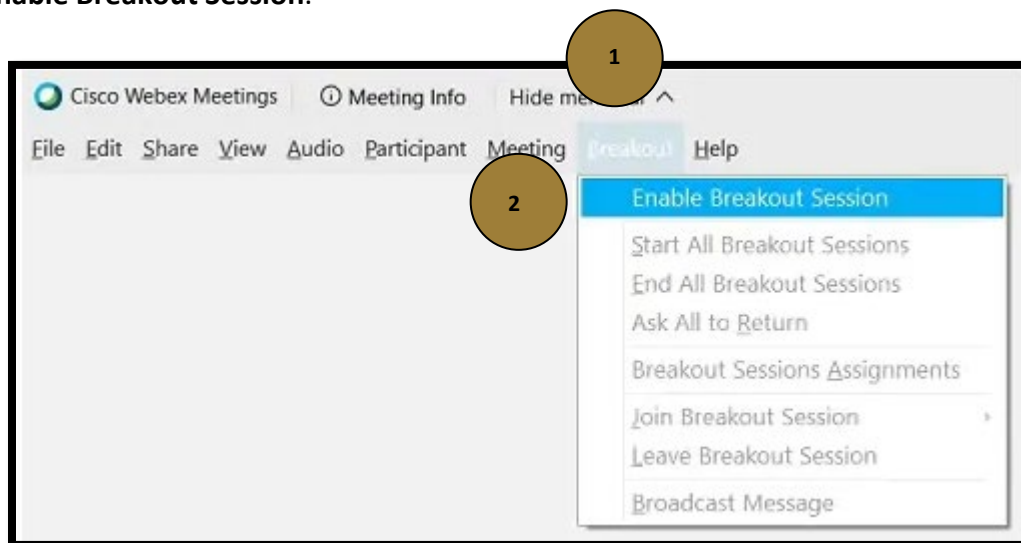 Enable Breakout Session.
1
Cisco Webex Meetings ⓘ Meeting Info Hide
File Edit Share View Audio Participant Meeting Breakout Help
2
Enable Breakout Session
Start All Breakout Sessions
End All Breakout Sessions
Ask All to Return
Breakout Sessions Assignments
Join Breakout Session
Leave Breakout Session
Broadcast Message